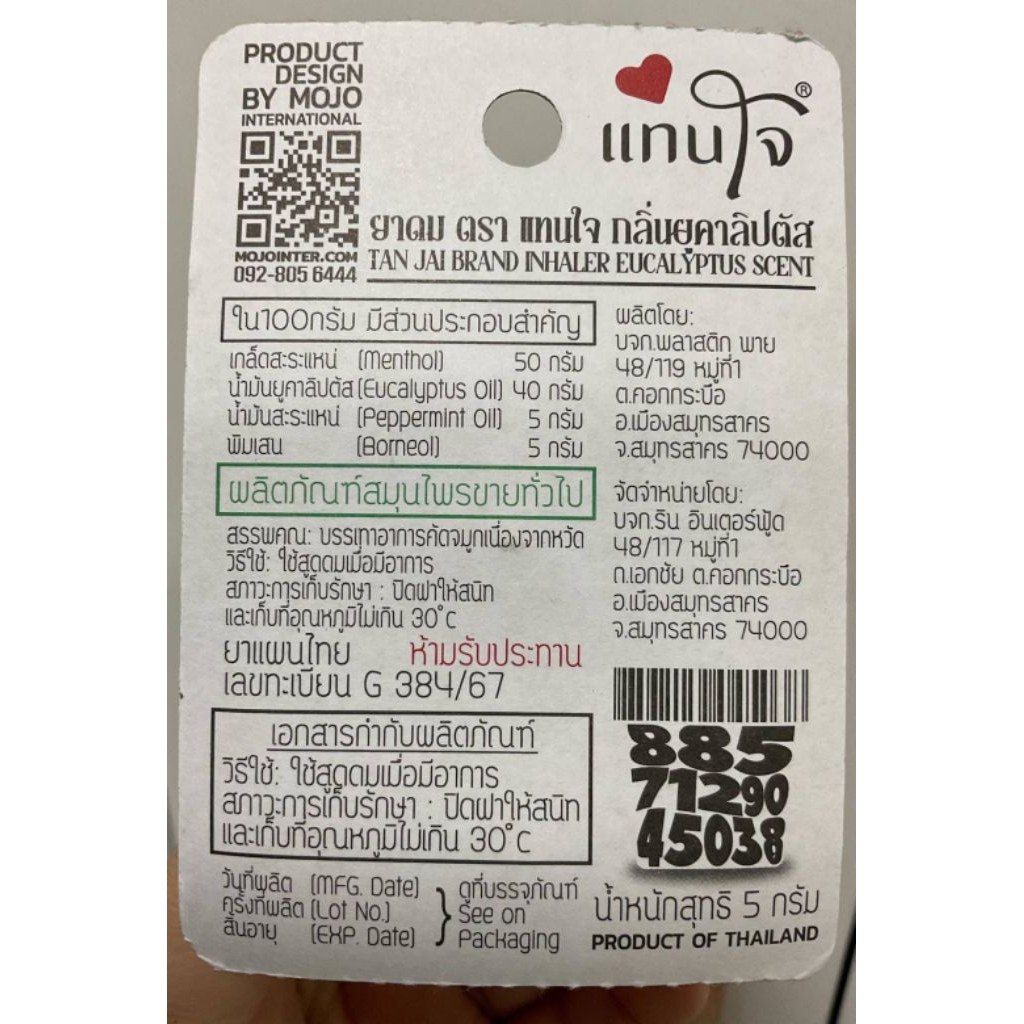 PRODUCT
DESIGN
BY MOJO
INTERNATIONAL
MOJOINTER.COM
092-805 6444
แทนใจ®
ยาดม ตรา แทนใจ กลิ่นยูคาลิปตัส
TAN JAI BRAND INHALER EUCALYPTUS SCENT
ใน100กรัม มีส่วนประกอบสำคัญ
เกล็ดสะระแหน่ (Menthol) 50 กรัม
น้ำมันยูคาลิปตัส (Eucalyptus Oil) 40 กรัม
น้ำมันสะระแหน่ (Peppermint Oil) 5 กรัม
พิมเสน (Borneol) 5 กรัม
ผลิตภัณฑ์สมุนไพรขายทั่วไป
สรรพคุณ: บรรเทาอาการคัดจมูกเนื่องจากหวัด
วิธีใช้: ใช้สูดดมเมื่อมีอาการ
สภาวะการเก็บรักษา : ปิดฝาให้สนิท
และเก็บที่อุณหภูมิไม่เกิน 30°c
ยาแผนไทย ห้ามรับประทาน
เลขทะเบียน G 384/67
เอกสารกำกับผลิตภัณฑ์
วิธีใช้: ใช้สูดดมเมื่อมีอาการ
สภาวะการเก็บรักษา : ปิดฝาให้สนิท
และเก็บที่อุณหภูมิไม่เกิน 30°c
วันที่ผลิต (MFG. Date)
ครั้งที่ผลิต (Lot No.)
สิ้นอายุ (EXP. Date)
ดูที่บรรจุภัณฑ์
See on
Packaging
ผลิตโดย:
บจก.พลาสติก พาย
48/119 หมู่ที่1
ต.คอกกระบือ
อ.เมืองสมุทรสาคร
จ.สมุทรสาคร 74000
จัดจำหน่ายโดย:
บจก.ริน อินเตอร์ฟู้ด
48/117 หมู่ที่1
ถ.เอกชัย ต.คอกกระบือ
อ.เมืองสมุทรสาคร
จ.สมุทรสาคร 74000
885
71290
45038
น้ำหนักสุทธิ 5 กรัม
PRODUCT OF THAILAND